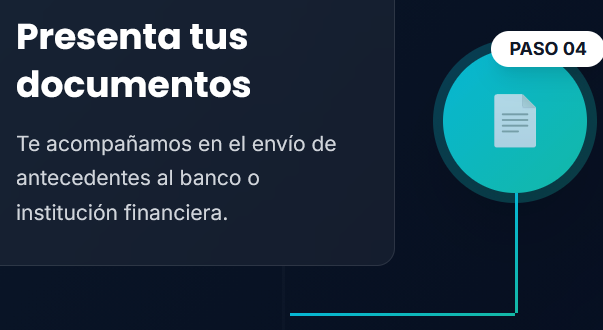 Presenta tus
documentos
Te acompañamos en el envío de
antecedentes al banco o
institución financiera.
PASO 04